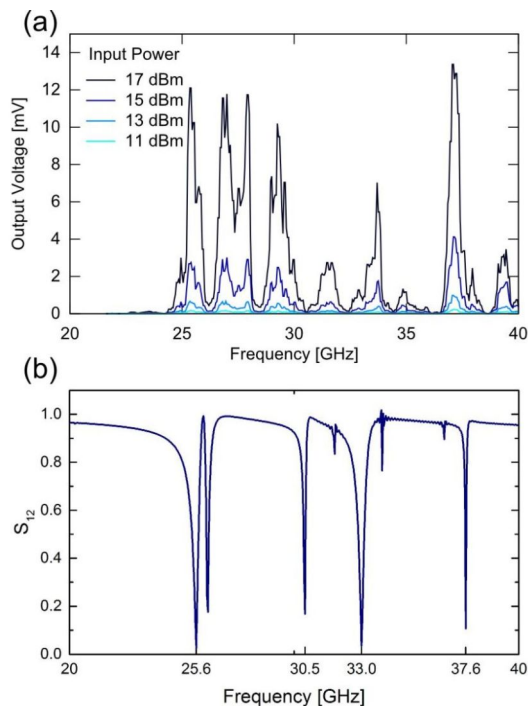 (a)
Input Power
17 dBm
15 dBm
13 dBm
11 dBm
Output Voltage [mV]
14
12
10
8
6
4
2
0
20 25 30 35 40
Frequency [GHz]
(b)
S12
1.0
0.8
0.6
0.4
0.2
0
20 25.6 30.5 33.0 37.6 40
Frequency [GHz]